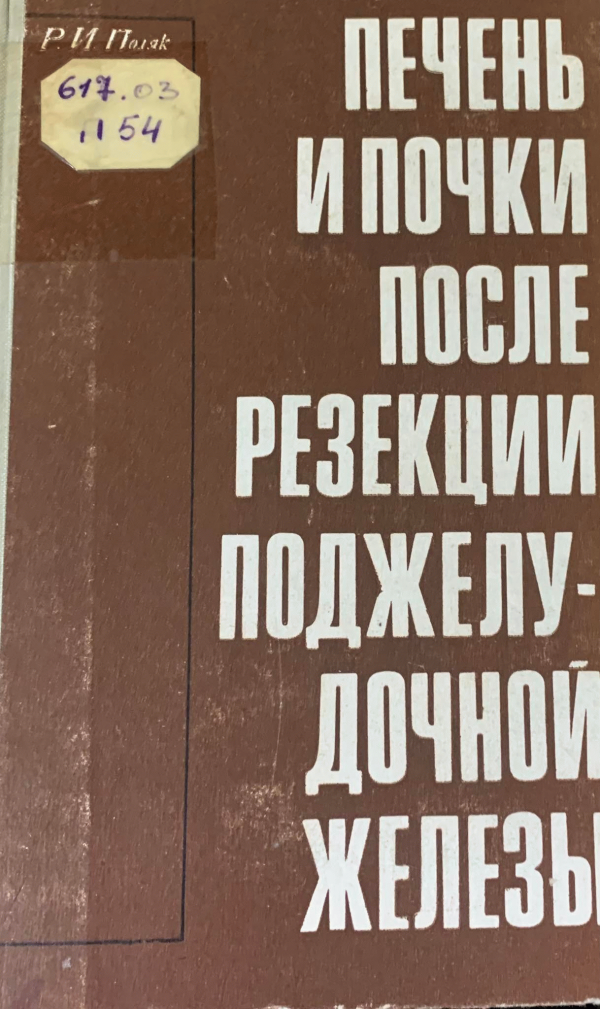 Р. И. Поляк
617.03
П 54
ПЕЧЕНЬ
И ПОЧКИ
ПОСЛЕ
РЕЗЕКЦИИ
ПОДЖЕЛУ-
ДОЧНОЙ
ЖЕЛЕЗЫ